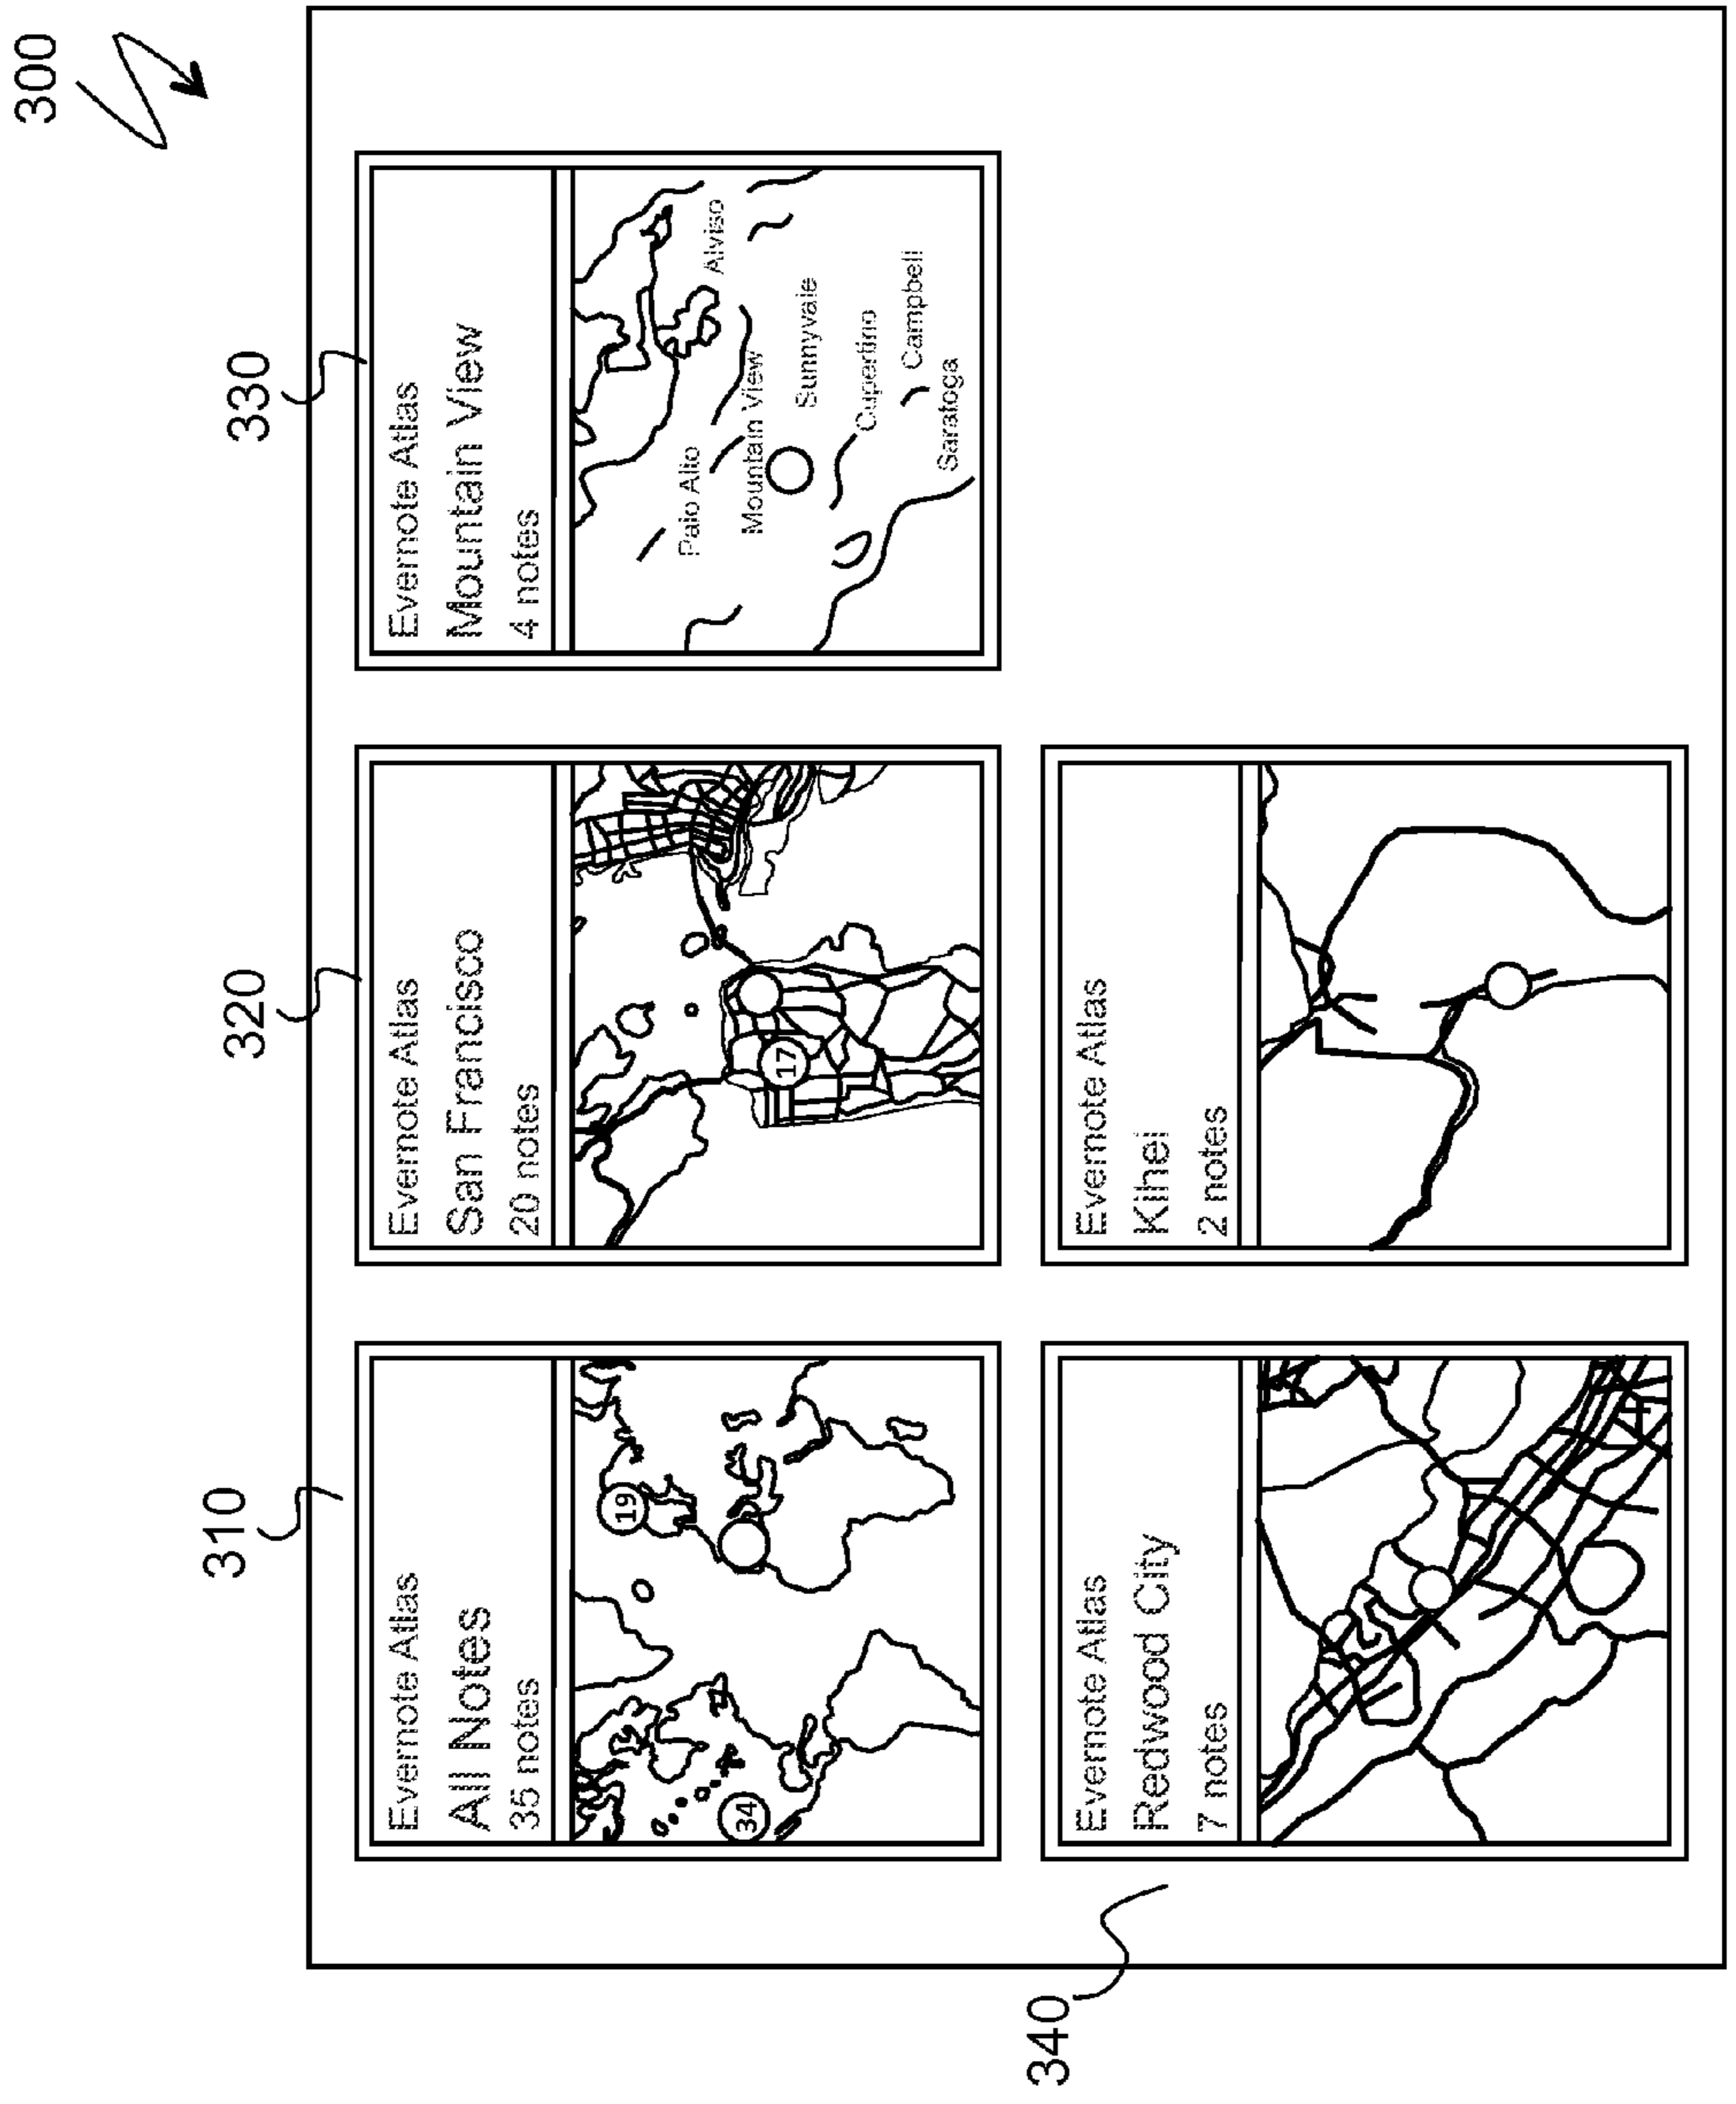 300
310
320
330
Evernote Atlas
All Notes
35 notes
34
19
Evernote Atlas
San Francisco
20 notes
17
Evernote Atlas
Mountain View
4 notes
Palo Alto
Alviso
Mountain View
Sunnyvale
Cupertino
Campbell
Saratoga
340
Evernote Atlas
Redwood City
7 notes
Evernote Atlas
Kihei
2 notes